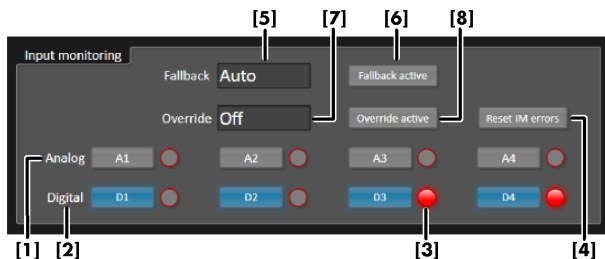 [5] [7] [6] [8]
Input monitoring
Fallback Auto Fallback active
Override Off Override active Reset IM errors
Analog A1 A2 A3 A4
Digital D1 D2 D3 D4
[1] [2] [3] [4]